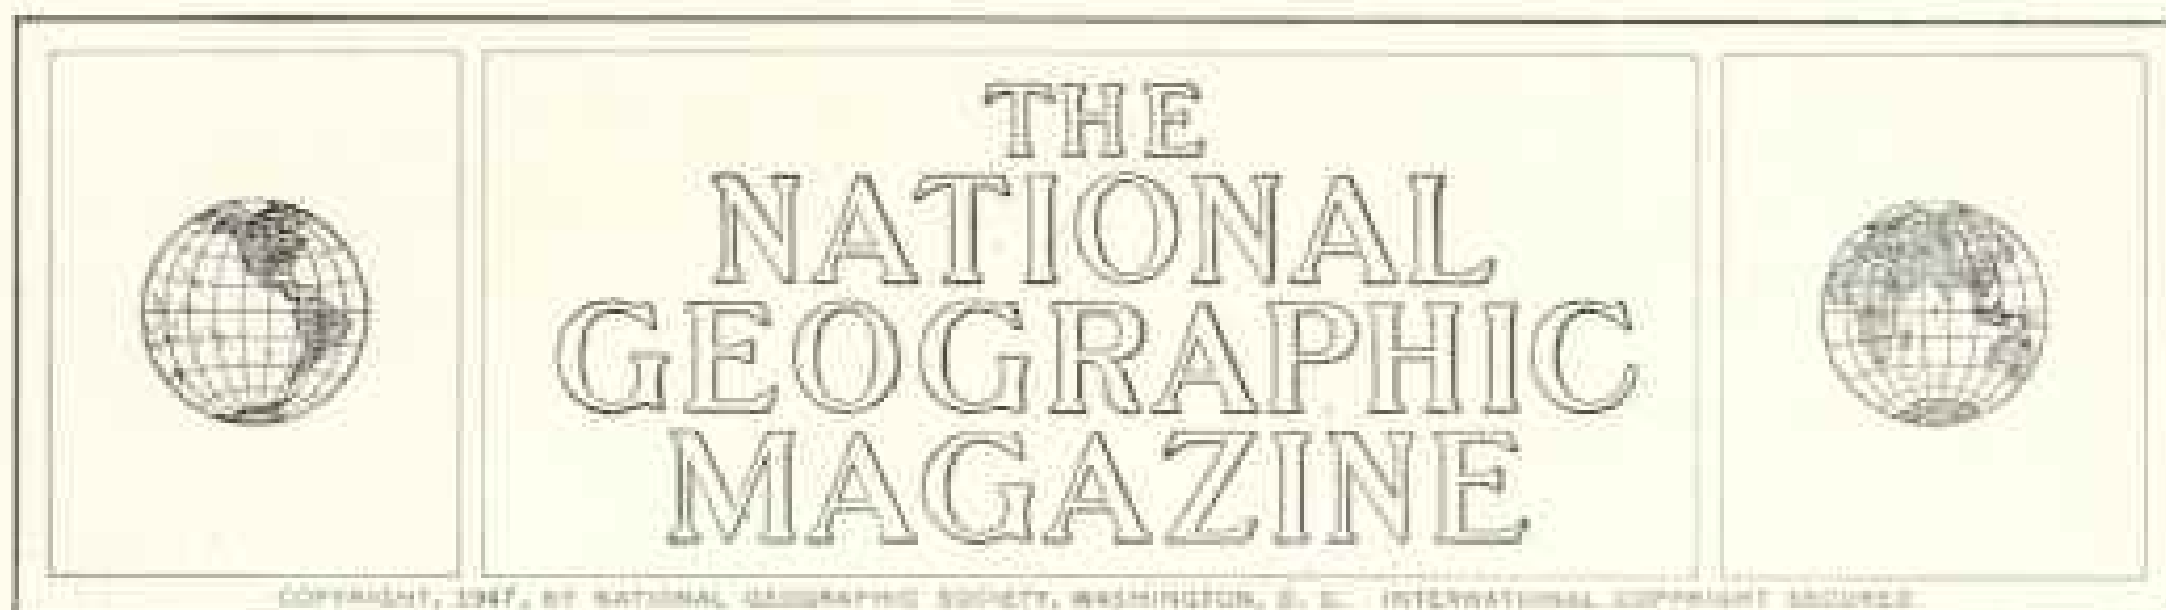 THE
NATIONAL
GEOGRAPHIC
MAGAZINE
COPYRIGHT, 1947, BY NATIONAL GEOGRAPHIC SOCIETY, WASHINGTON, D. C. INTERNATIONAL COPYRIGHT SECURED